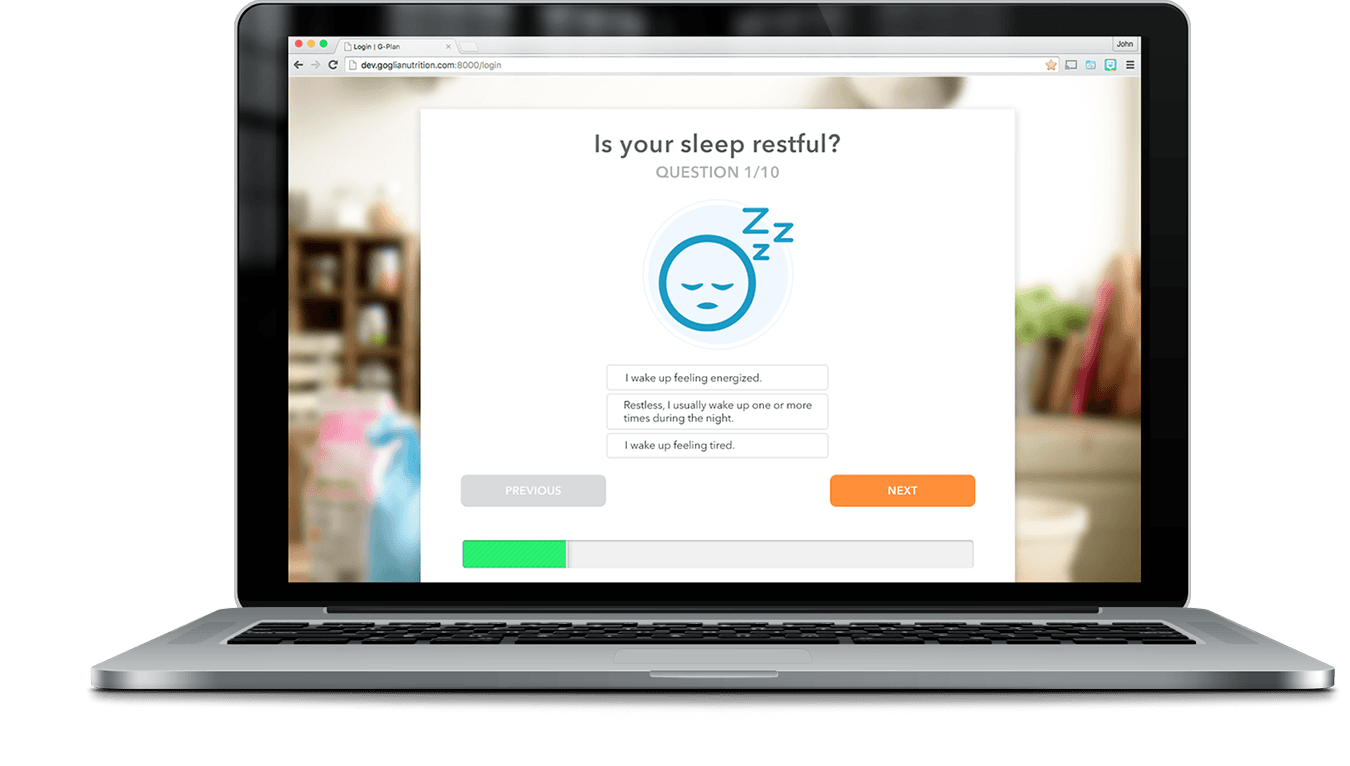 Login | G-Plan
John
dev.goglianutrition.com:8000/login
Is your sleep restful?
QUESTION 1/10
Z
Z
Z
I wake up feeling energized.
Restless, I usually wake up one or more
times during the night.
I wake up feeling tired.
PREVIOUS
NEXT